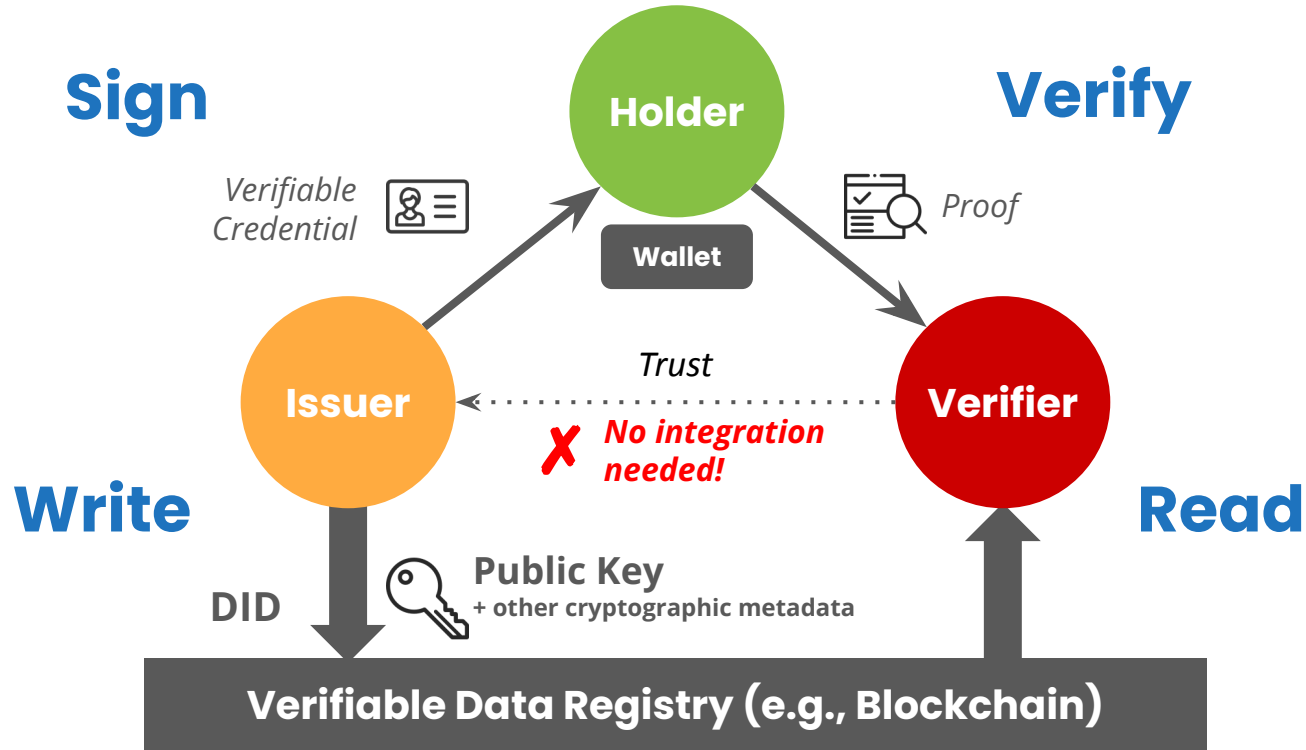 Sign
Holder
Verify
Verifiable
Credential
Proof
Wallet
Trust
Issuer
Verifier
No integration
needed!
Write
Read
Public Key
DID
+ other cryptographic metadata
Verifiable Data Registry (e.g., Blockchain)